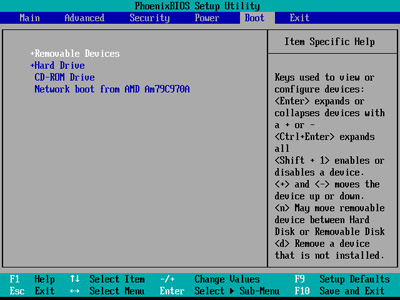 PhoenixBIOS Setup Utility
Main Advanced Security Power Boot Exit
+Removable Devices
+Hard Drive
CD-ROM Drive
Network boot from AMD Am79C970A
Item Specific Help
Keys used to view or
configure devices:
<Enter> expands or
collapses devices with
a + or -
<Ctrl+Enter> expands
all
<Shift + 1> enables or
disables a device.
<+> and <-> moves the
device up or down.
<n> May move removable
device between Hard
Disk or Removable Disk
<d> Remove a device
that is not installed.
F1 Help ↑↓ Select Item -/+ Change Values F9 Setup Defaults
Esc Exit ↔ Select Menu Enter Select ▶ Sub-Menu F10 Save and Exit